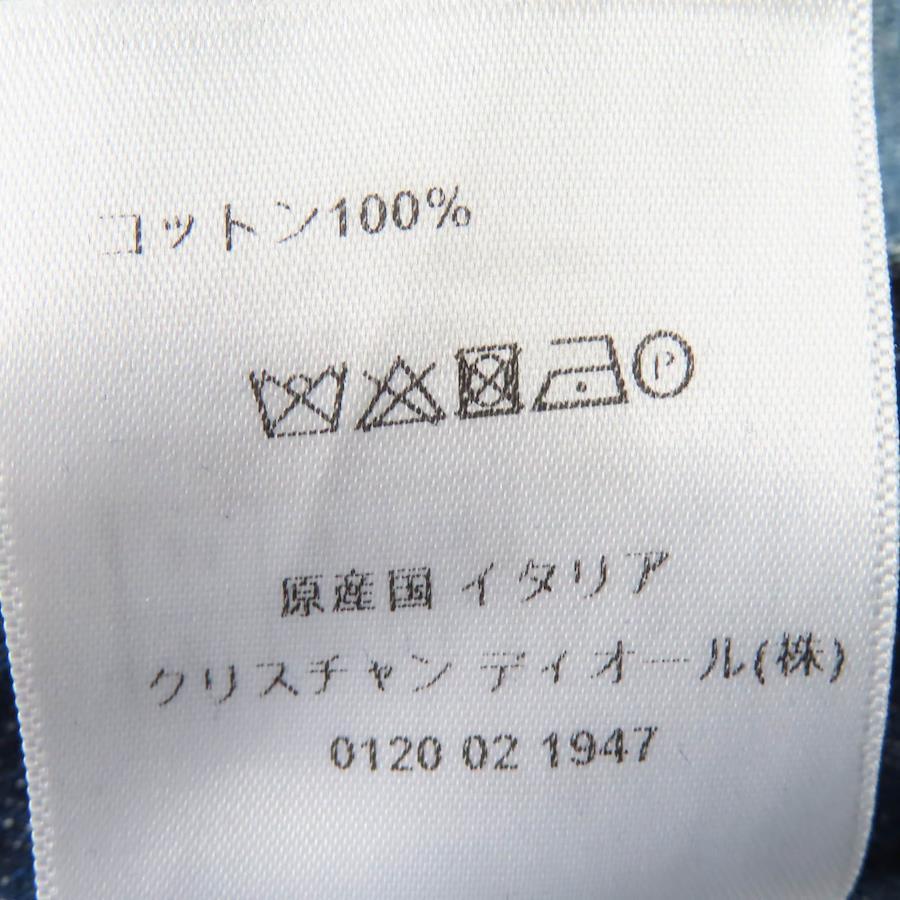 コットン100%
P
原産国 イタリア
クリスチャン ディオール(株)
0120 02 1947